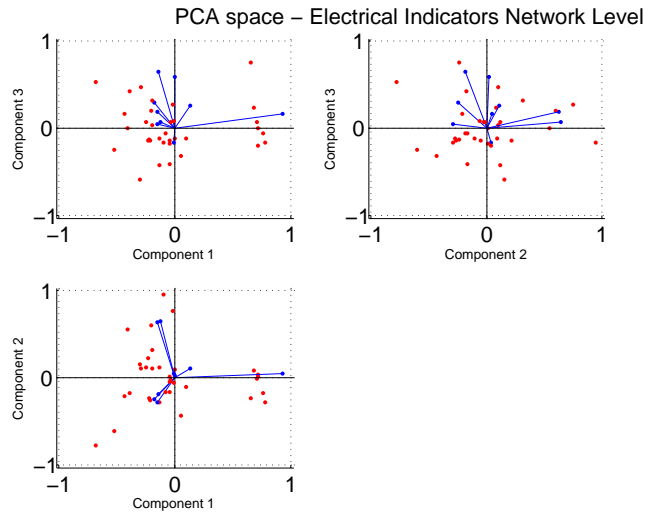 PCA space − Electrical Indicators Network Level
1
0
−1
−1
0
1
Component 3
Component 1
1
0
−1
−1
0
1
Component 3
Component 2
1
0
−1
−1
0
1
Component 2
Component 1